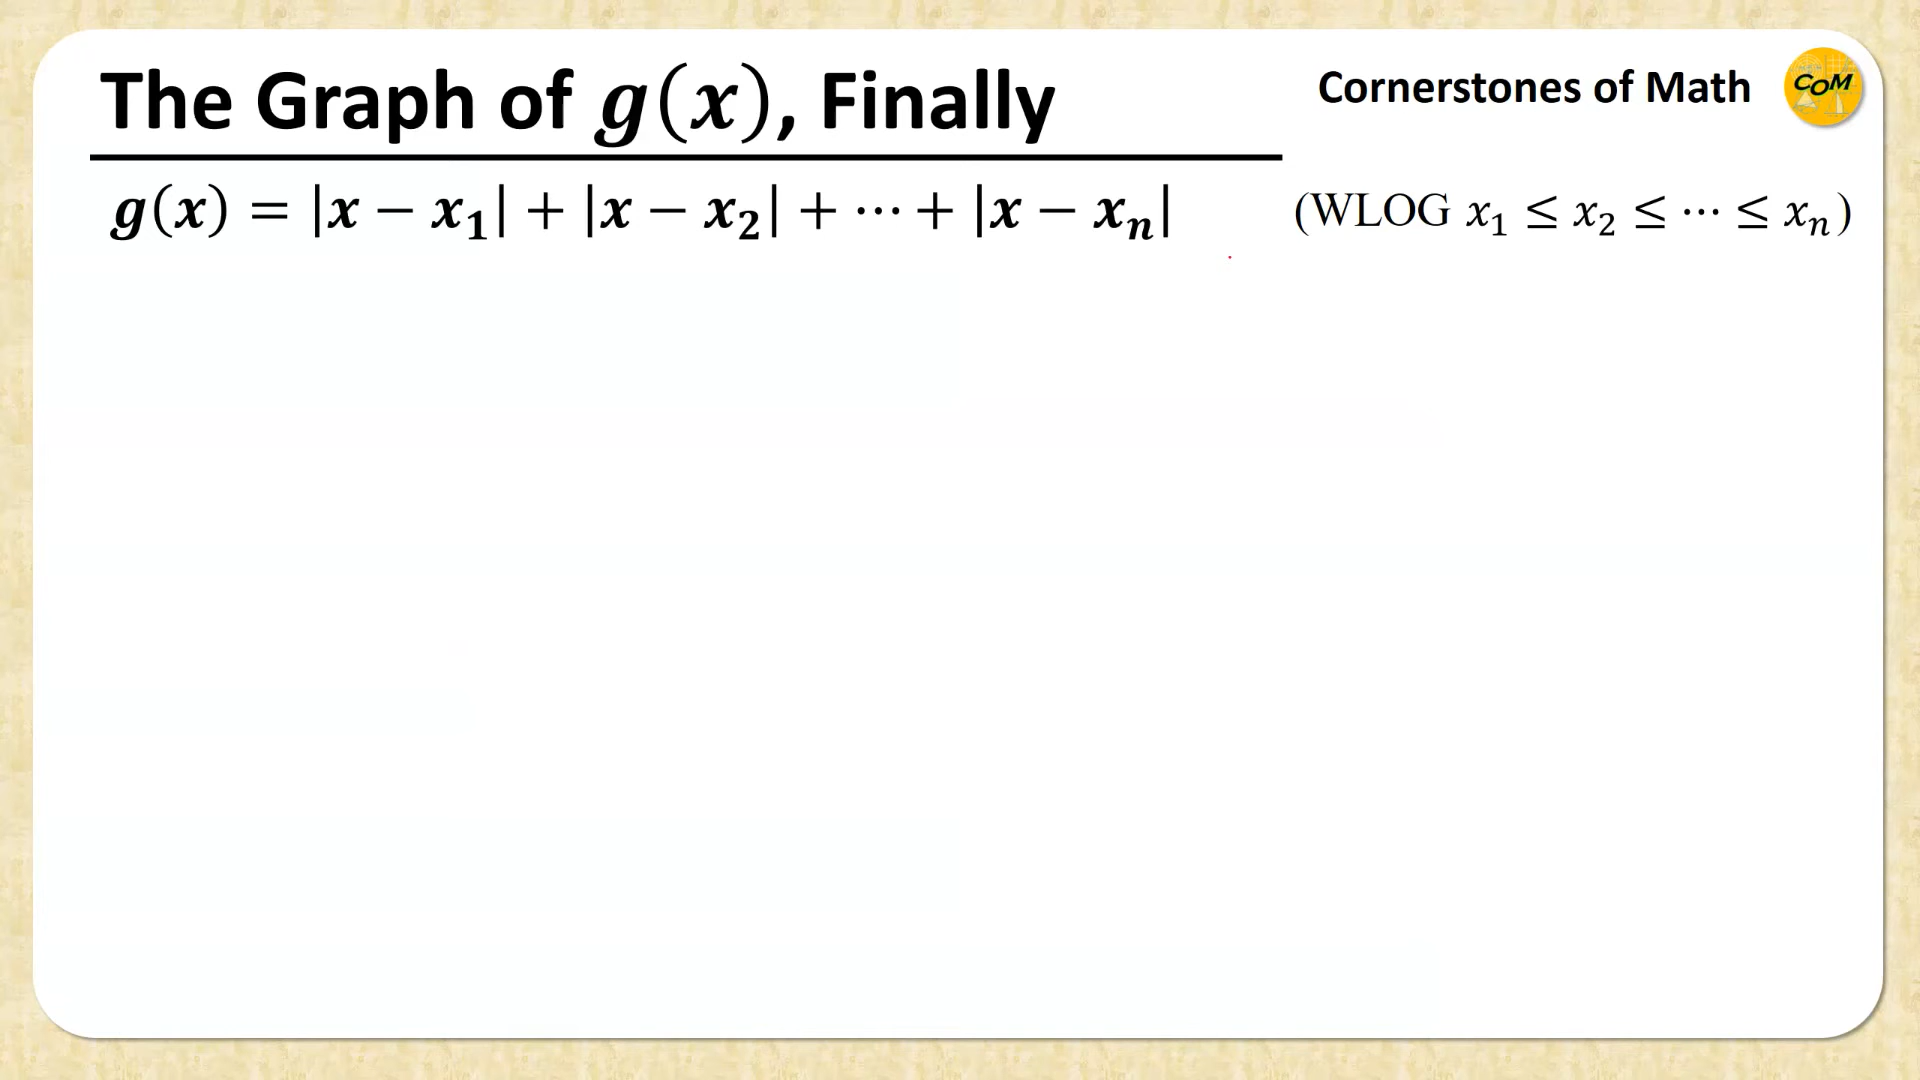 The Graph of g(x), Finally
Cornerstones of Math
COM
g(x) = |x − x₁| + |x − x₂| + ⋯ + |x − xₙ|
(WLOG x₁ ≤ x₂ ≤ ⋯ ≤ xₙ)